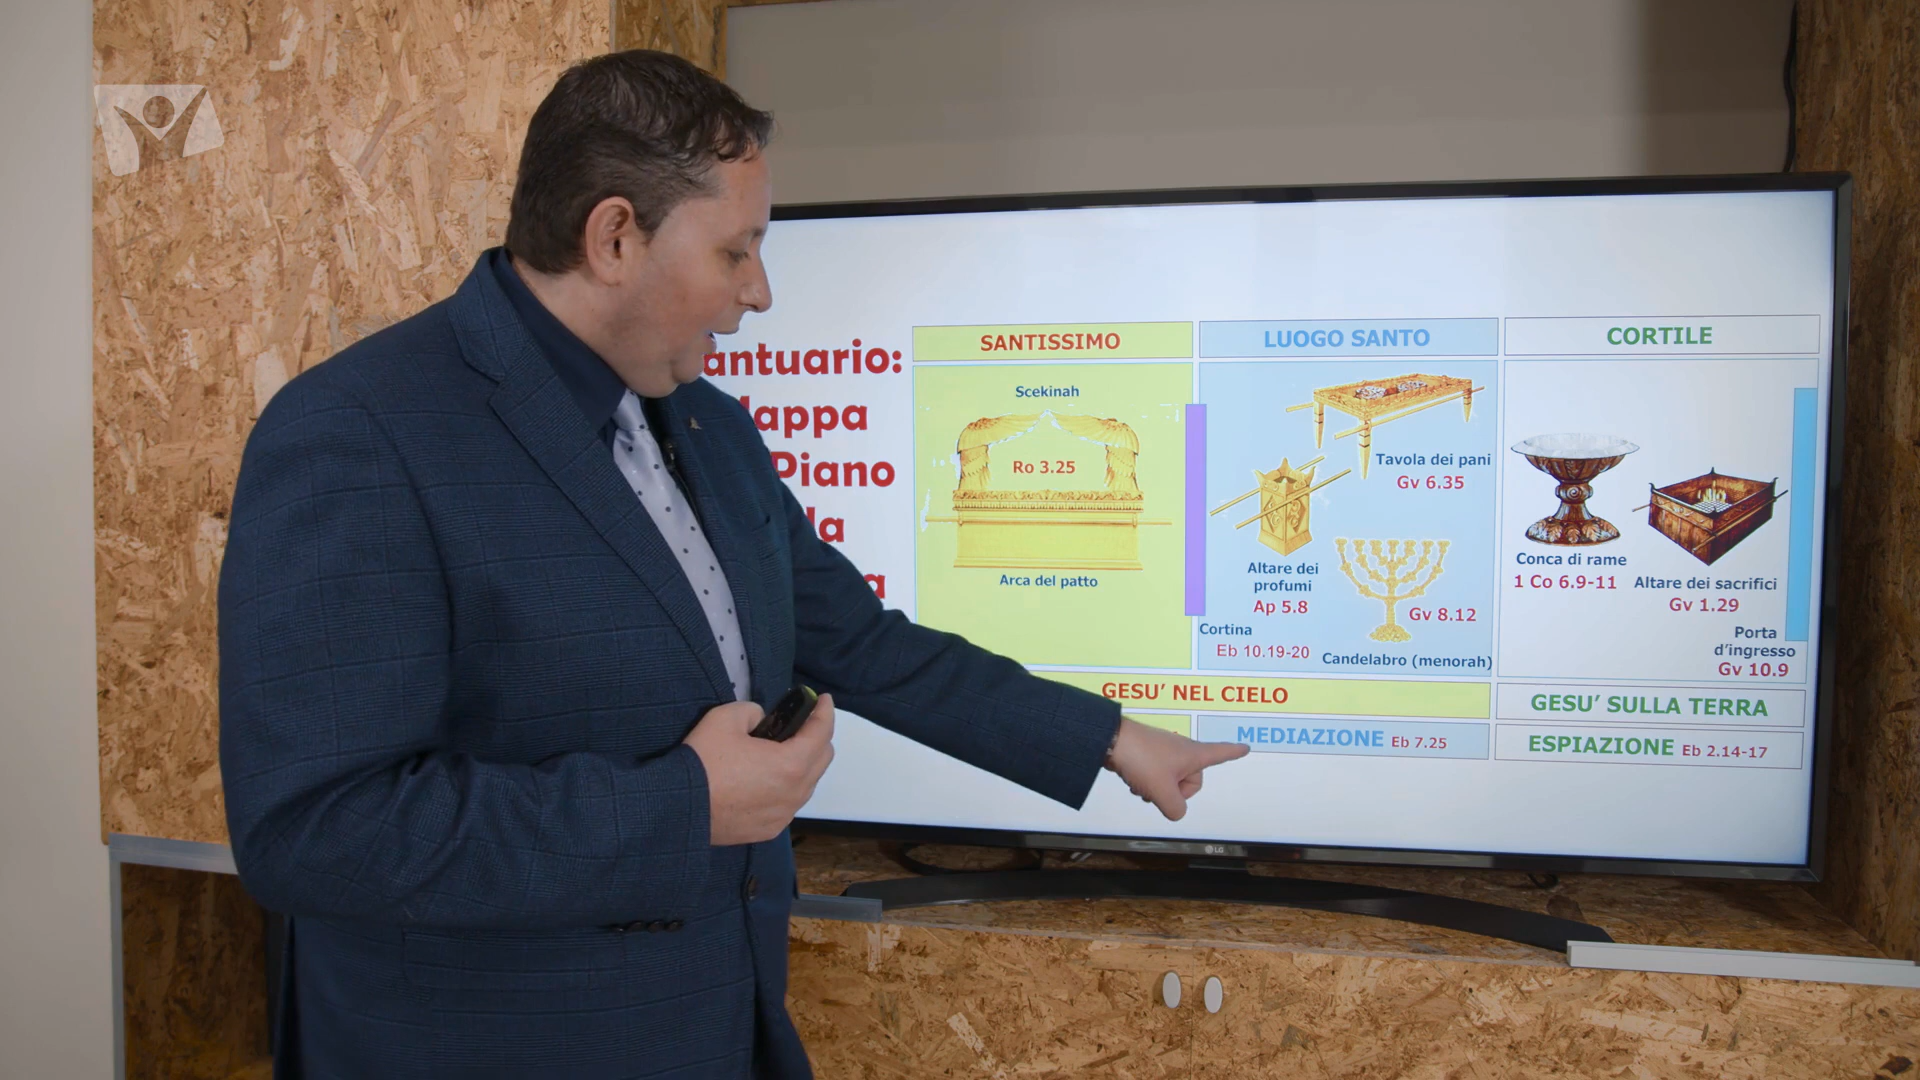 antuario:
appa
Piano
SANTISSIMO
Scekinah
Ro 3.25
Arca del patto
LUOGO SANTO
Tavola dei pani
Gv 6.35
Altare dei
profumi
Ap 5.8
Gv 8.12
Cortina
Eb 10.19-20
Candelabro (menorah)
CORTILE
Conca di rame
1 Co 6.9-11
Altare dei sacrifici
Gv 1.29
Porta
d’ingresso
Gv 10.9
GESU’ NEL CIELO
GESU’ SULLA TERRA
MEDIAZIONE Eb 7.25
ESPIAZIONE Eb 2.14-17
LG